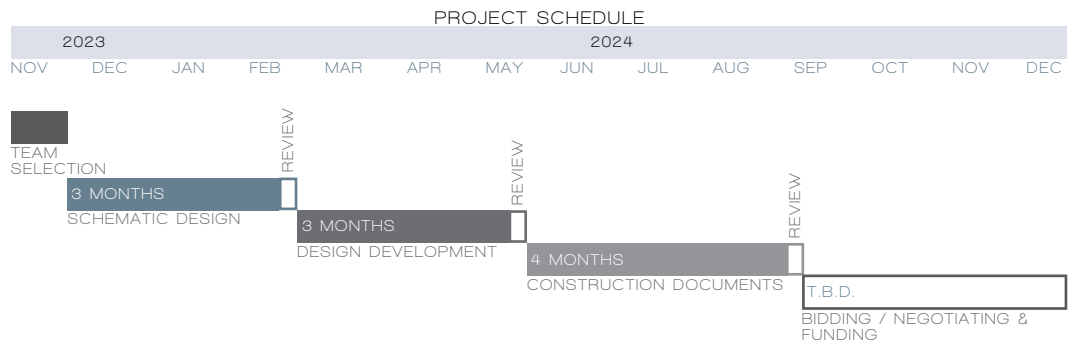 PROJECT SCHEDULE
2023 2024
NOV DEC JAN FEB MAR APR MAY JUN JUL AUG SEP OCT NOV DEC
TEAM
SELECTION
REVIEW
3 MONTHS
SCHEMATIC DESIGN
REVIEW
3 MONTHS
DESIGN DEVELOPMENT
REVIEW
4 MONTHS
CONSTRUCTION DOCUMENTS
T.B.D.
BIDDING / NEGOTIATING &
FUNDING